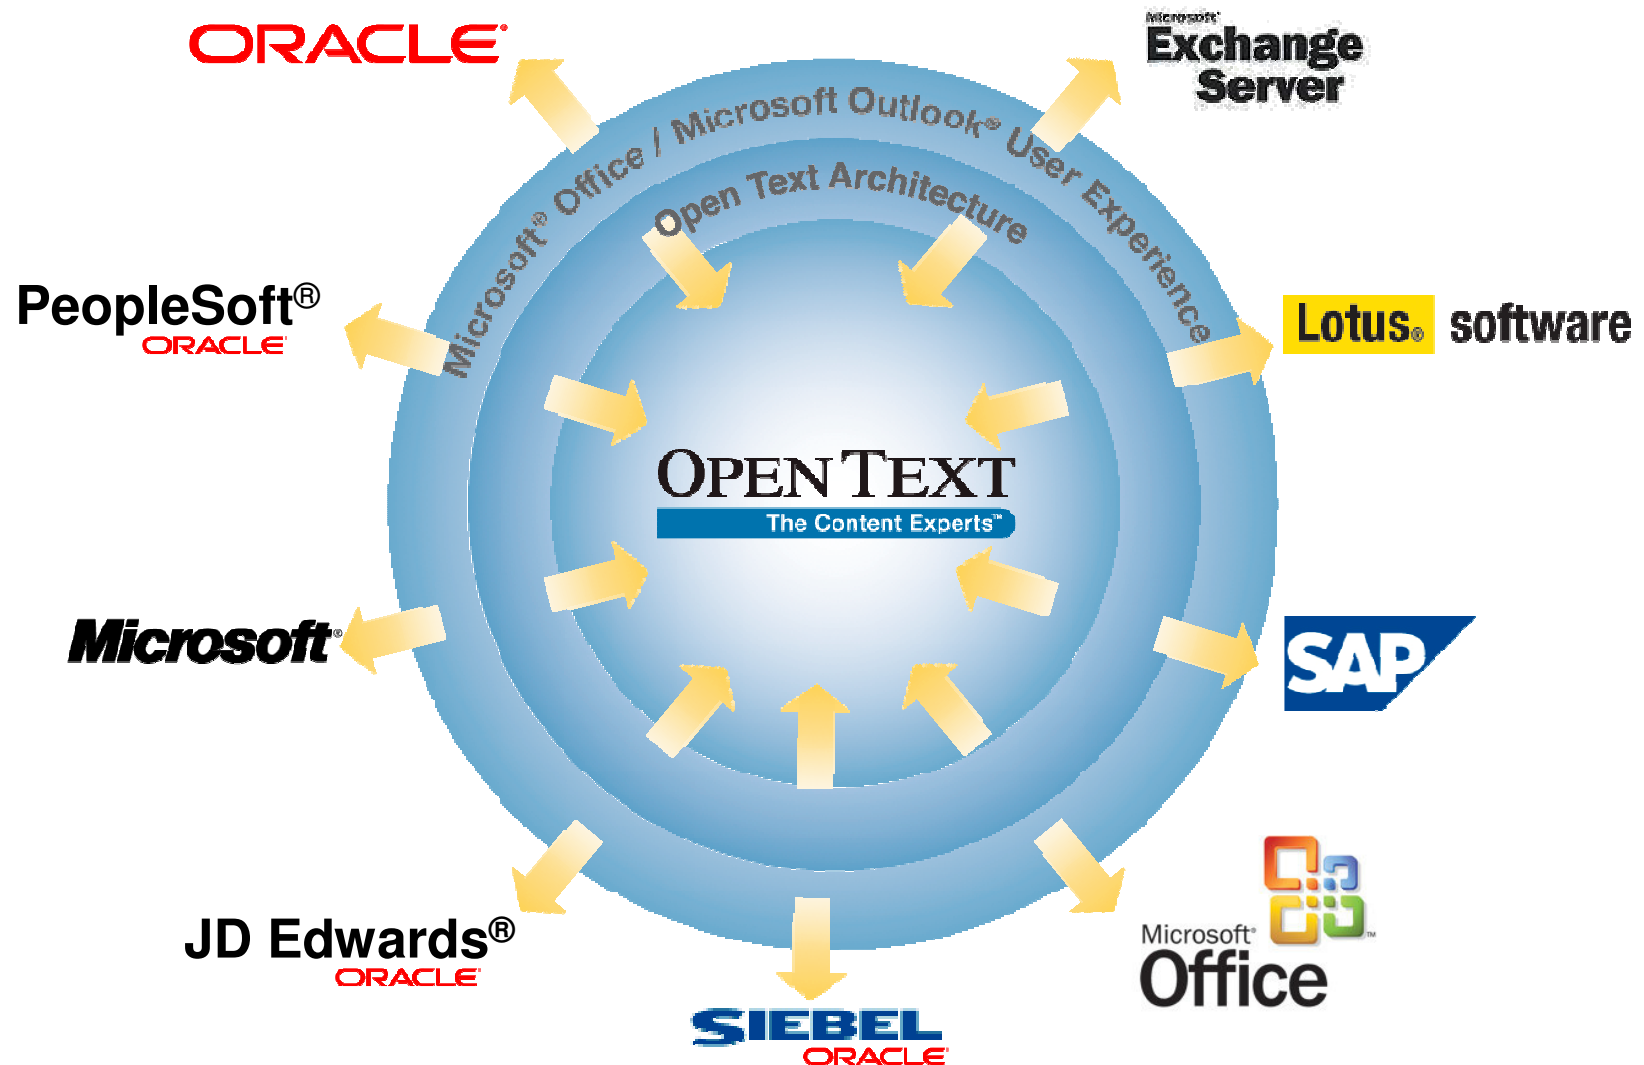 ORACLE®
Microsoft®
Exchange
Server
Microsoft® Office / Microsoft Outlook® User Experience
Open Text Architecture
PeopleSoft®
ORACLE®
Lotus® software
OPEN TEXT
The Content Experts™
Microsoft®
SAP
JD Edwards®
ORACLE®
Microsoft®
Office™
SIEBEL
ORACLE®